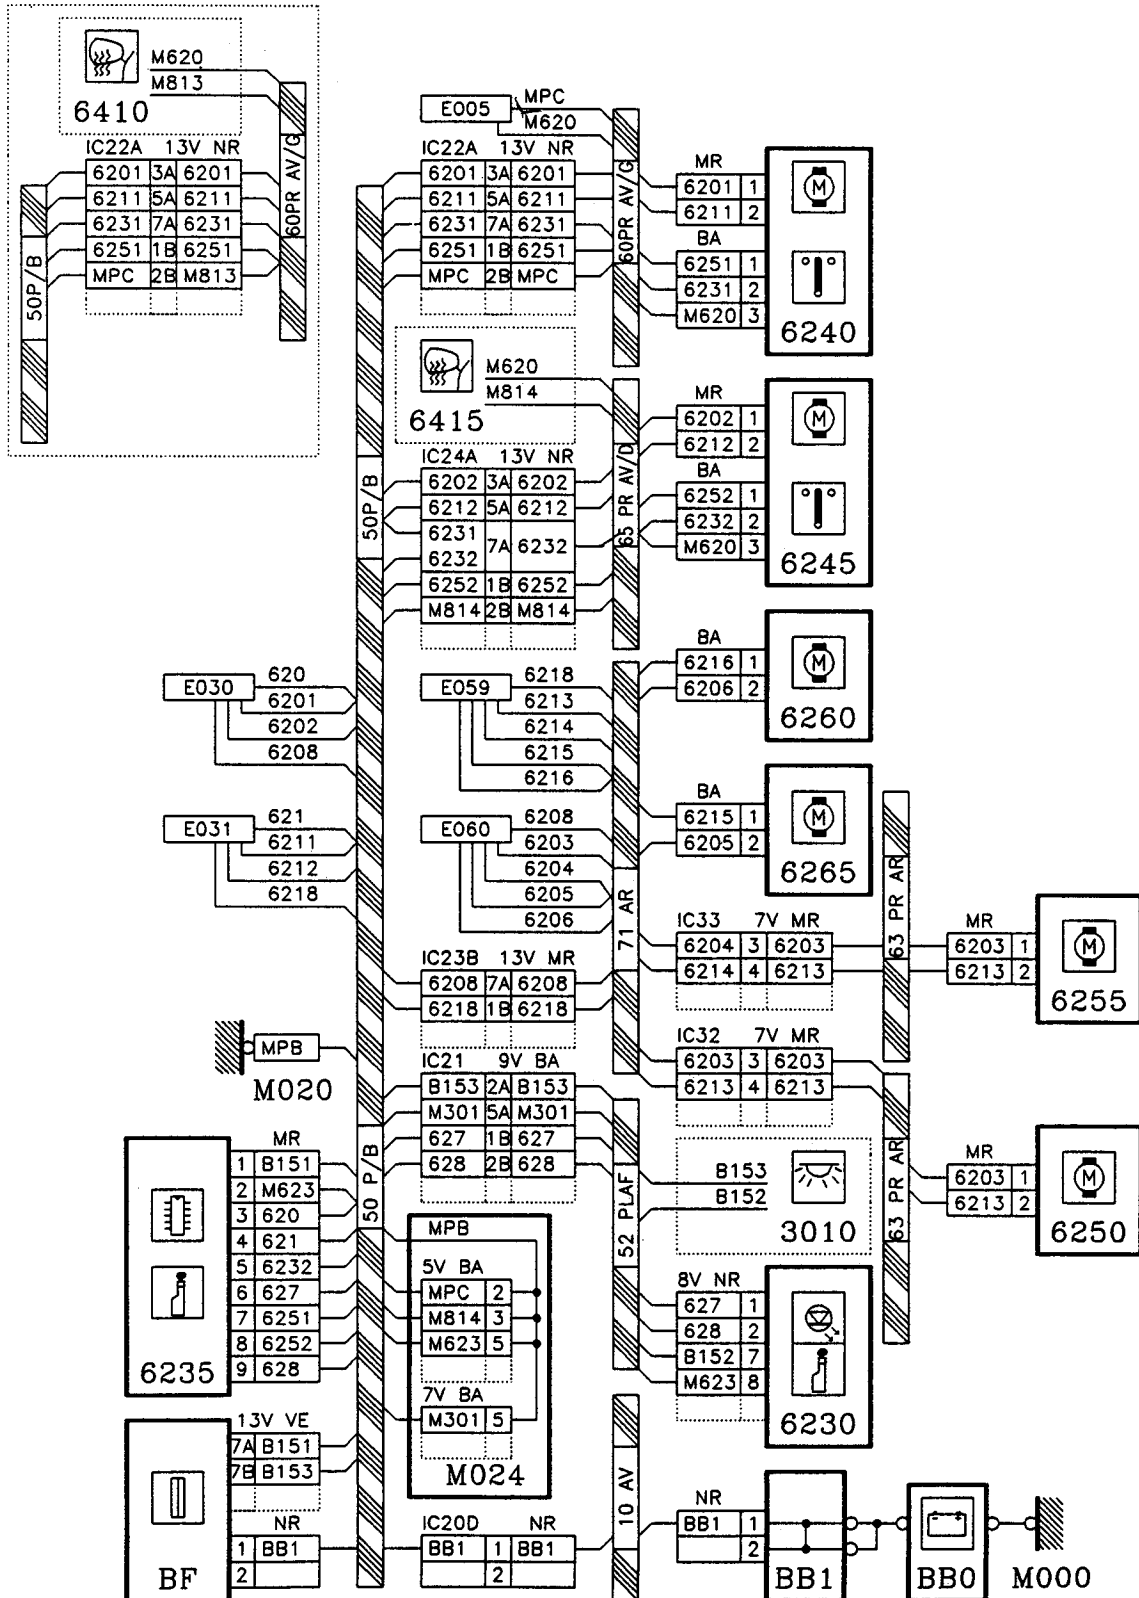 M620
M813
6410
IC22A 13V NR
6201 3A 6201
6211 5A 6211
6231 7A 6231
6251 1B 6251
MPC 2B M813
50P/B
60PR AV/G
E005
MPC
M620
IC22A 13V NR
6201 3A 6201
6211 5A 6211
6231 7A 6231
6251 1B 6251
MPC 2B MPC
60PR AV/G
MR
6201 1
6211 2
BA
6251 1
6231 2
M620 3
M
6240
M620
M814
6415
IC24A 13V NR
6202 3A 6202
6212 5A 6212
6231
7A 6232
6232
6252 1B 6252
M814 2B M814
50P/B
65 PR AV/D
MR
6202 1
6212 2
BA
6252 1
6232 2
M620 3
M
6245
BA
6216 1
6206 2
M
6260
E030
620
6201
6202
6208
E059
6218
6213
6214
6215
6216
BA
6215 1
6205 2
M
6265
E031
621
6211
6212
6218
E060
6208
6203
6204
6205
6206
71 AR
63 PR AR
IC33 7V MR
6204 3 6203
6214 4 6213
MR
6203 1
6213 2
M
6255
IC23B 13V MR
6208 7A 6208
6218 1B 6218
MPB
M020
IC32 7V MR
6203 3 6203
6213 4 6213
IC21 9V BA
B153 2A B153
M301 5A M301
627 1B 627
628 2B 628
50 P/B
52 PLAF
B153
B152
3010
63 PR AR
MR
6203 1
6213 2
M
6250
MR
1 B151
2 M623
3 620
4 621
5 6232
6 627
7 6251
8 6252
9 628
6235
MPB
5V BA
MPC 2
M814 3
M623 5
7V BA
M301 5
M024
8V NR
627 1
628 2
B152 7
M623 8
6230
13V VE
7A B151
7B B153
NR
1 BB1
2
BF
IC20D NR
BB1 1 BB1
2
10 AV
NR
BB1 1
2
BB1
BB0
M000